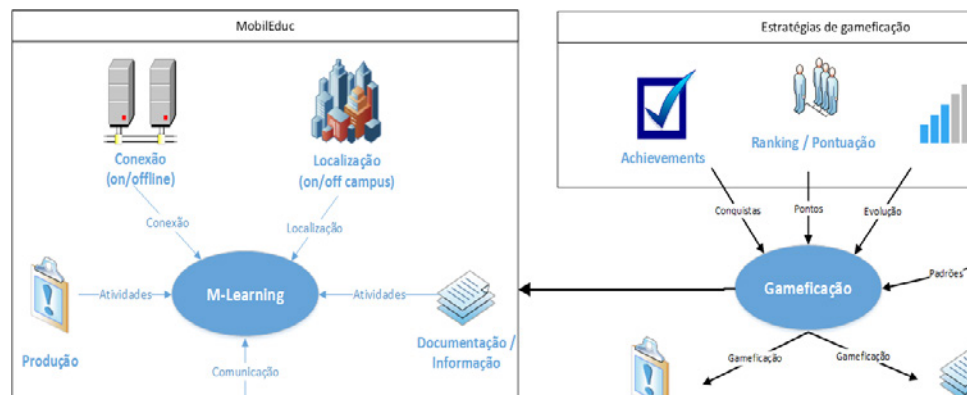 MobilEduc
Estratégias de gameficação
Conexão
(on/offline)
Localização
(on/off campus)
Achievements
Ranking / Pontuação
Conexão
Localização
Conquistas
Pontos
Evolução
Atividades
M-Learning
Atividades
Gameficação
Padrões
Produção
Documentação /
Informação
Comunicação
Gameficação
Gameficação